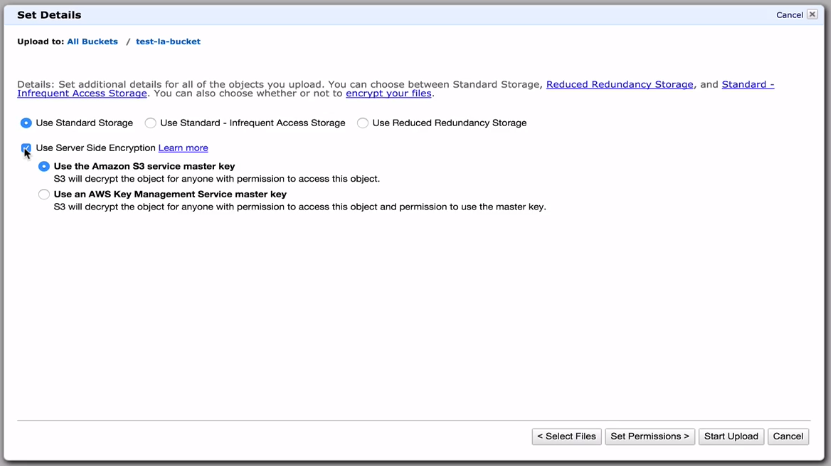 Set Details
Cancel
Upload to: All Buckets / test-la-bucket
Details: Set additional details for all of the objects you upload. You can choose between Standard Storage, Reduced Redundancy Storage, and Standard -
Infrequent Access Storage. You can also choose whether or not to encrypt your files.
Use Standard Storage Use Standard - Infrequent Access Storage Use Reduced Redundancy Storage
Use Server Side Encryption Learn more
Use the Amazon S3 service master key
S3 will decrypt the object for anyone with permission to access this object.
Use an AWS Key Management Service master key
S3 will decrypt the object for anyone with permission to access this object and permission to use the master key.
< Select Files Set Permissions > Start Upload Cancel